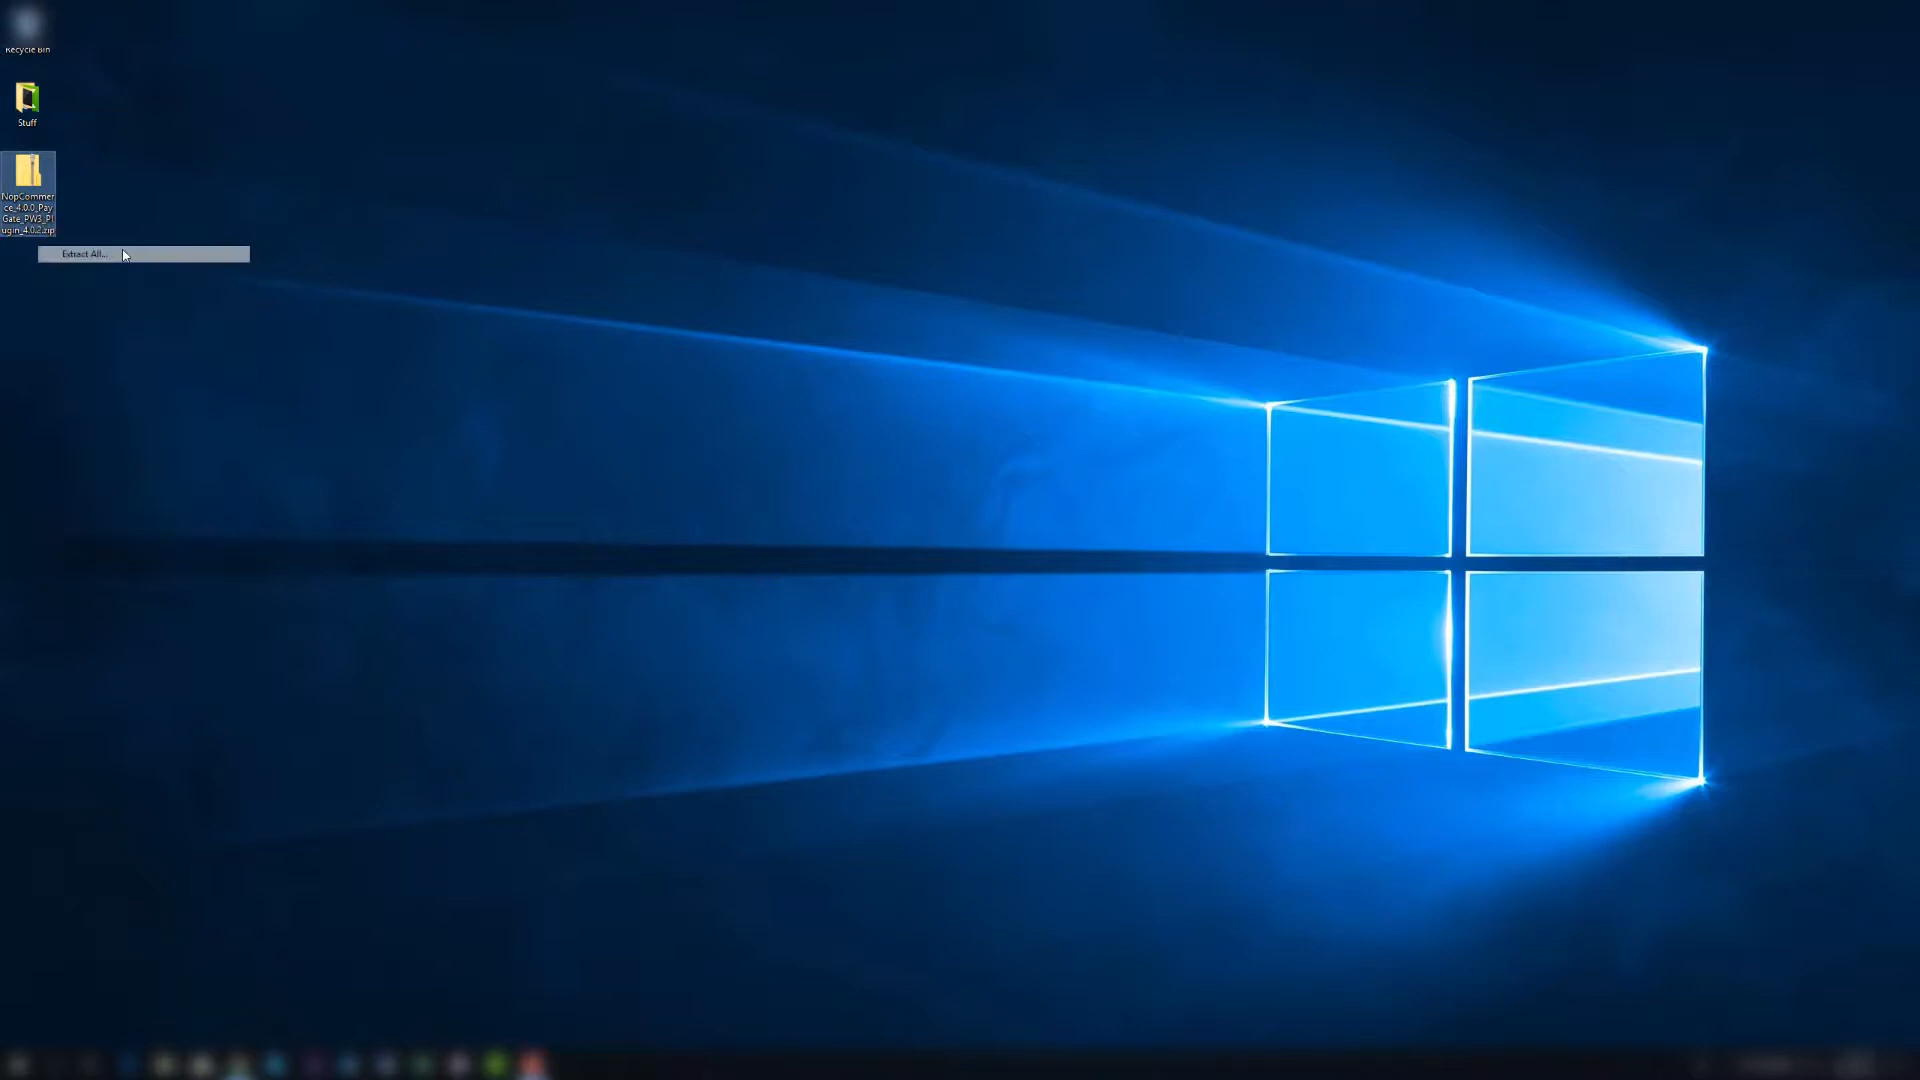 Recycle Bin
Stuff
NopCommer
ce_4.0.0_Pay
Gate_PW3_Pl
ugin_4.0.2.zip
Extract All...